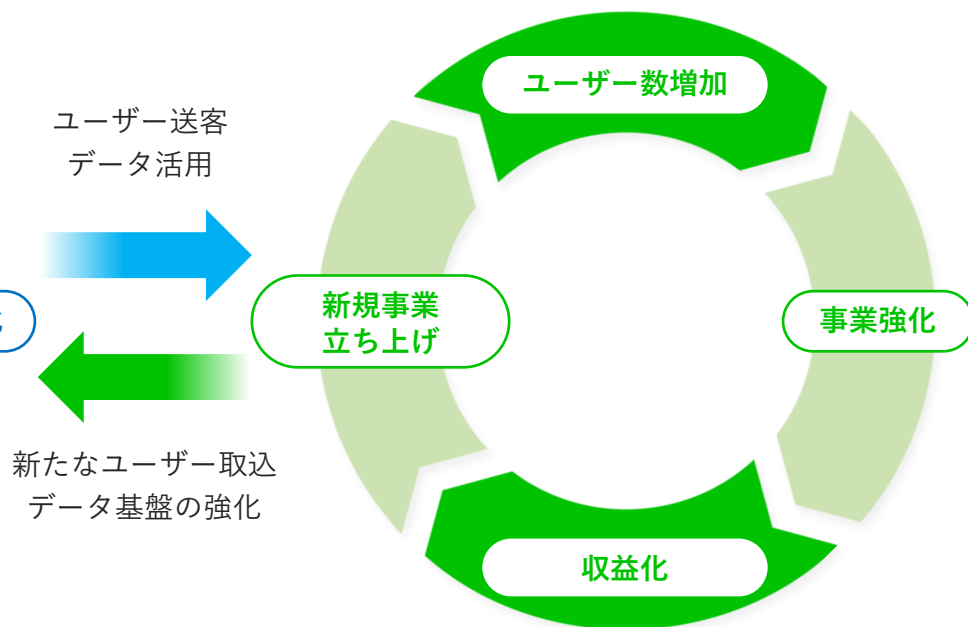 ユーザー数増加
ユーザー送客
データ活用
新規事業
立ち上げ
事業強化
新たなユーザー取込
データ基盤の強化
収益化